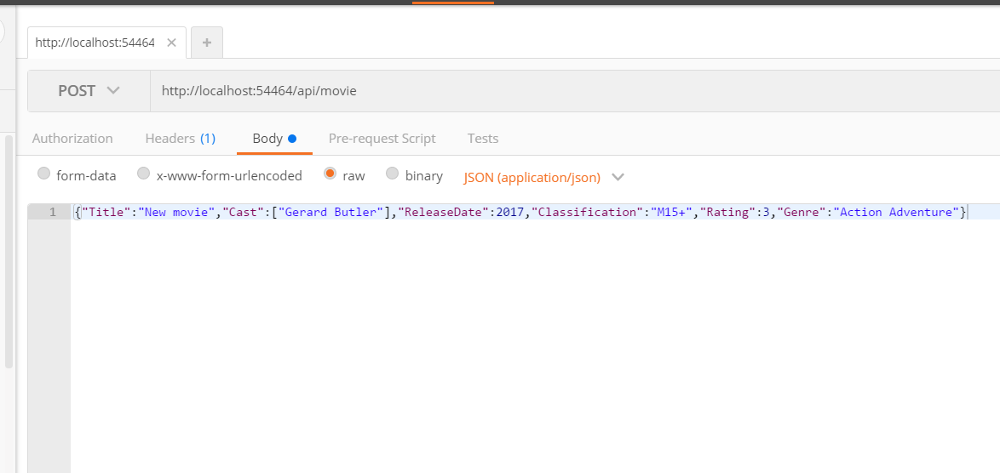 http://localhost:54464
POST http://localhost:54464/api/movie
Authorization Headers (1) Body Pre-request Script Tests
form-data x-www-form-urlencoded raw binary JSON (application/json)
1 {"Title":"New movie","Cast":["Gerard Butler"],"ReleaseDate":2017,"Classification":"M15+","Rating":3,"Genre":"Action Adventure"}